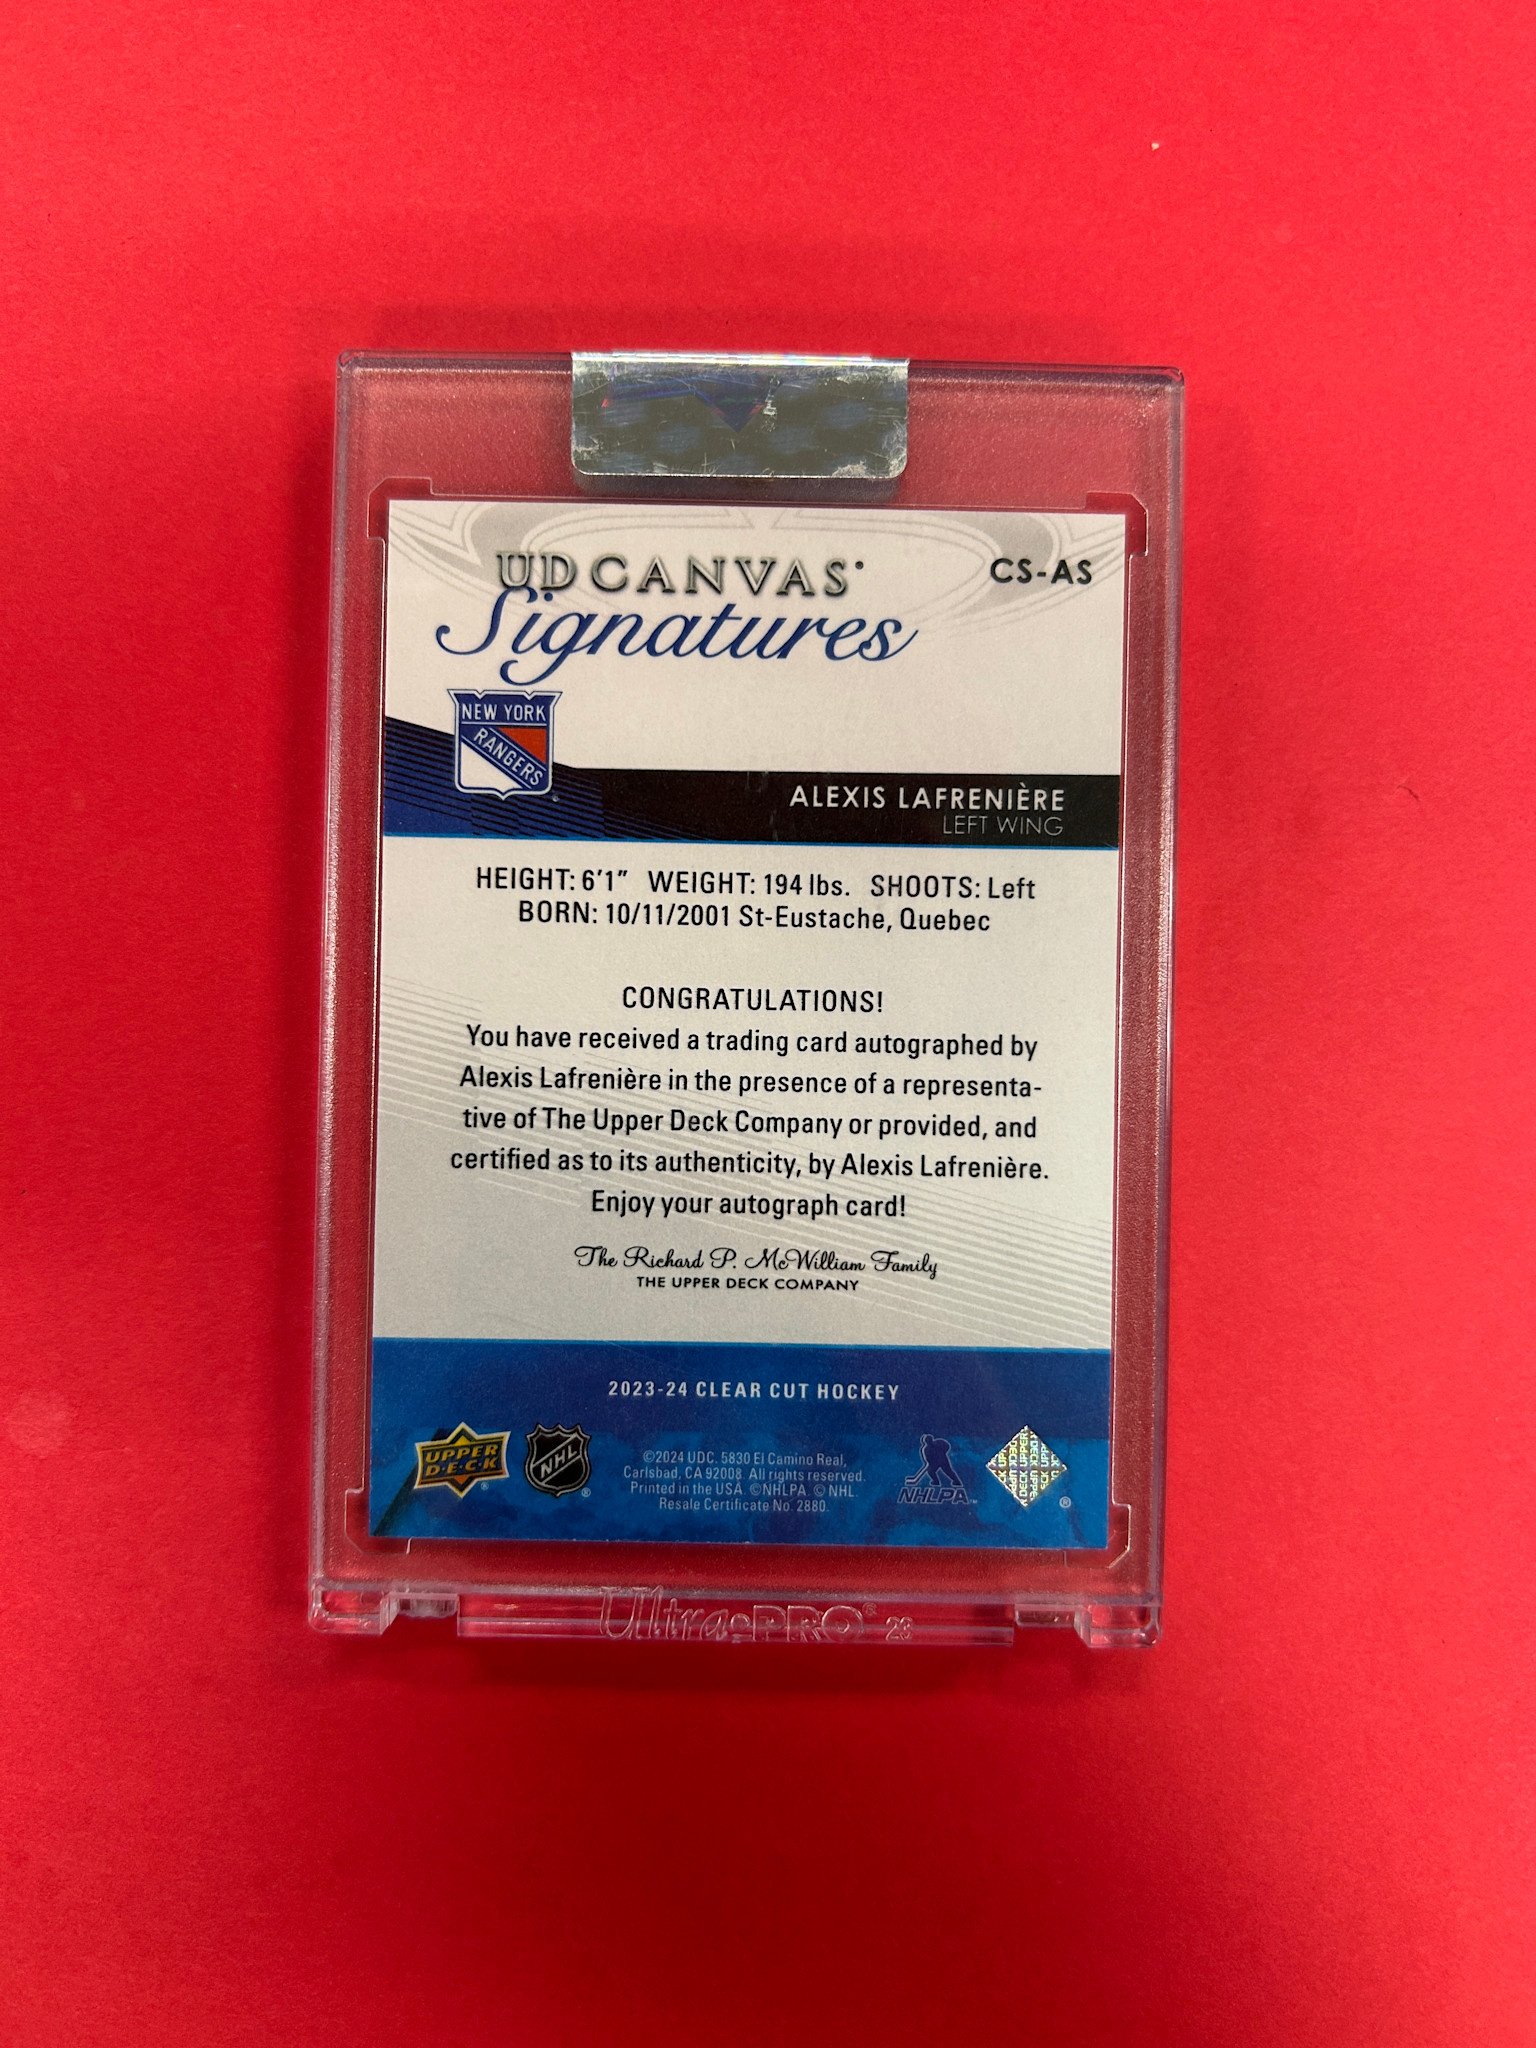 UD CANVAS
CS-AS
Signatures
NEW YORK
RANGERS
ALEXIS LAFRENIÈRE
LEFT WING
HEIGHT: 6'1" WEIGHT: 194 lbs. SHOOTS: Left
BORN: 10/11/2001 St-Eustache, Quebec
CONGRATULATIONS!
You have received a trading card autographed by
Alexis Lafrenière in the presence of a representa-
tive of The Upper Deck Company or provided, and
certified as to its authenticity, by Alexis Lafrenière.
Enjoy your autograph card!
The Richard P. McWilliam Family
THE UPPER DECK COMPANY
2023-24 CLEAR CUT HOCKEY
UPPER
D·E·C·K
®
NHL
®
©2024 UDC. 5830 El Camino Real,
Carlsbad, CA 92008. All rights reserved.
Printed in the USA. ©NHLPA. © NHL.
Resale Certificate No. 2880.
NHLPA™
UPPER DECK
®
Ultra·PRO® 23